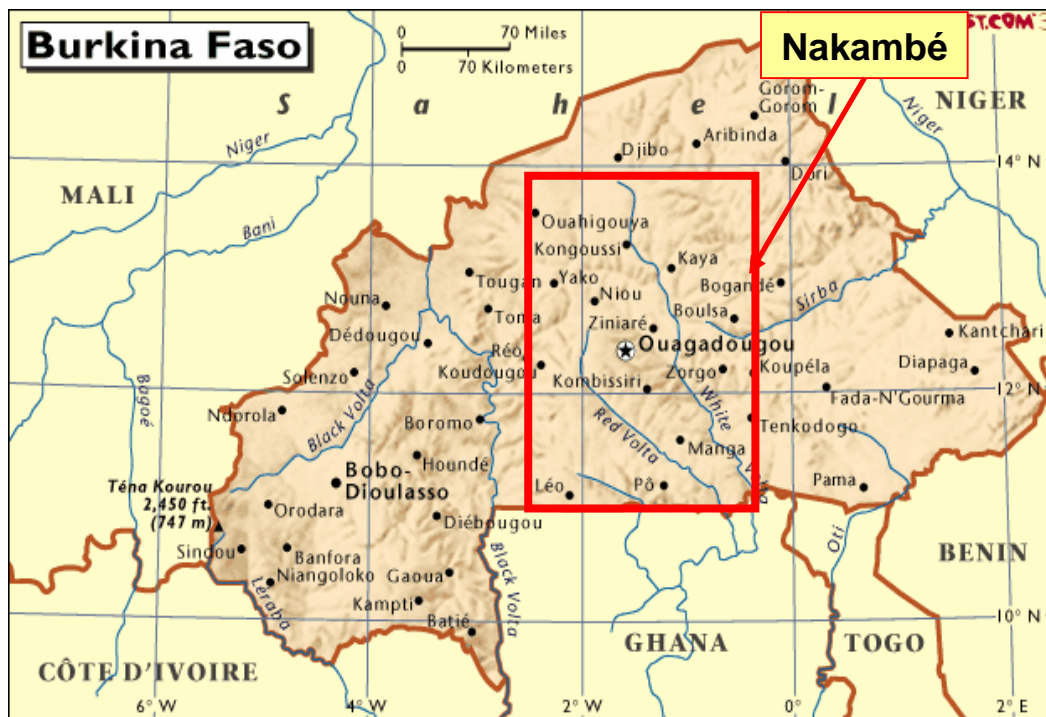 Burkina Faso
0 70 Miles
0 70 Kilometers
Nakambé
ST.COM
S a h e l
NIGER
Niger
Gorom-
Gorom
Aribinda
Djibo
Dori
14° N
MALI
Niger
Bani
Ouahigouya
Kongoussi
Kaya
Tougan
Yako
Bogandé
Nouna
Niou
Boulsa
Sirba
Toma
Ziniaré
Kantchari
Dédougou
Ouagadougou
Réo
Diapaga
Solenzo
Koudougou
Zorgo
Koupéla
Kombissiri
12° N
Fada-N'Gourma
Bagoé
Ndorola
Black Volta
Boromo
Red Volta
White Volta
Tenkodogo
Manga
Houndé
Bobo-
Dioulasso
Téna Kourou
2,450 ft.
(747 m)
Léo
Pô
Pama
Orodara
Diébougou
Oti
BENIN
Sindou
Banfora
Niangoloko
Gaoua
Black Volta
Léraba
Kampti
Batié
10° N
GHANA
TOGO
CÔTE D'IVOIRE
6° W
4° W
2° W
0°
2° E